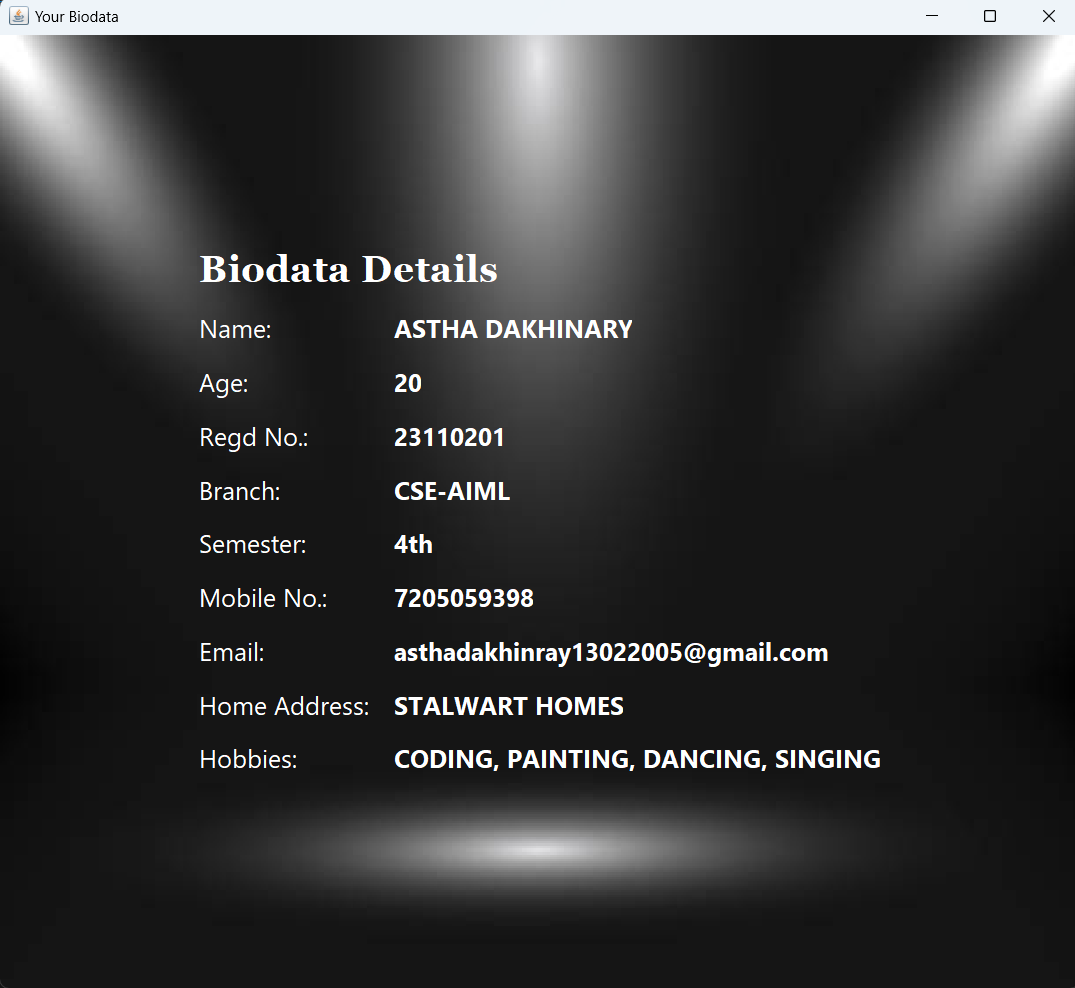 Your Biodata
Biodata Details
Name: ASTHA DAKHINARY
Age: 20
Regd No.: 23110201
Branch: CSE-AIML
Semester: 4th
Mobile No.: 7205059398
Email: asthadakhinray13022005@gmail.com
Home Address: STALWART HOMES
Hobbies: CODING, PAINTING, DANCING, SINGING